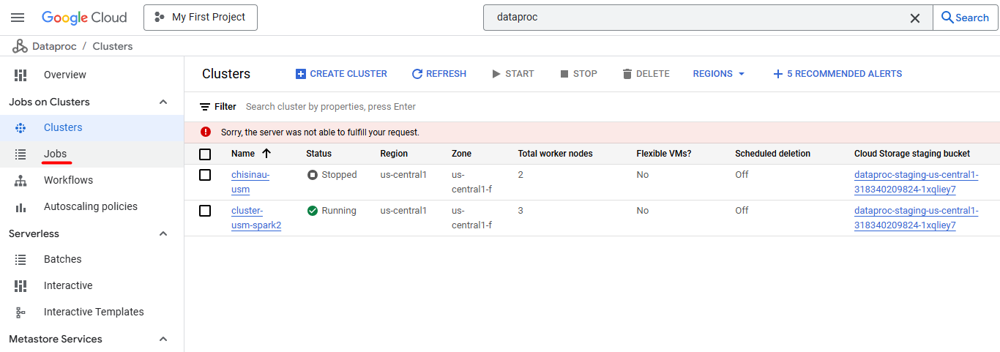 Google Cloud
My First Project
dataproc
Search
Dataproc / Clusters
Overview
Jobs on Clusters
Clusters
Jobs
Workflows
Autoscaling policies
Serverless
Batches
Interactive
Interactive Templates
Metastore Services
Clusters
CREATE CLUSTER
REFRESH
START
STOP
DELETE
REGIONS
5 RECOMMENDED ALERTS
Filter Search cluster by properties, press Enter
Sorry, the server was not able to fulfill your request.
Name Status Region Zone Total worker nodes Flexible VMs? Scheduled deletion Cloud Storage staging bucket
chisinau- Stopped us-central1 us- 2 No Off dataproc-staging-us-central1-
usm central1-f 318340209824-1xqliey7
cluster- Running us-central1 us- 3 No Off dataproc-staging-us-central1-
usm-spark2 central1-f 318340209824-1xqliey7